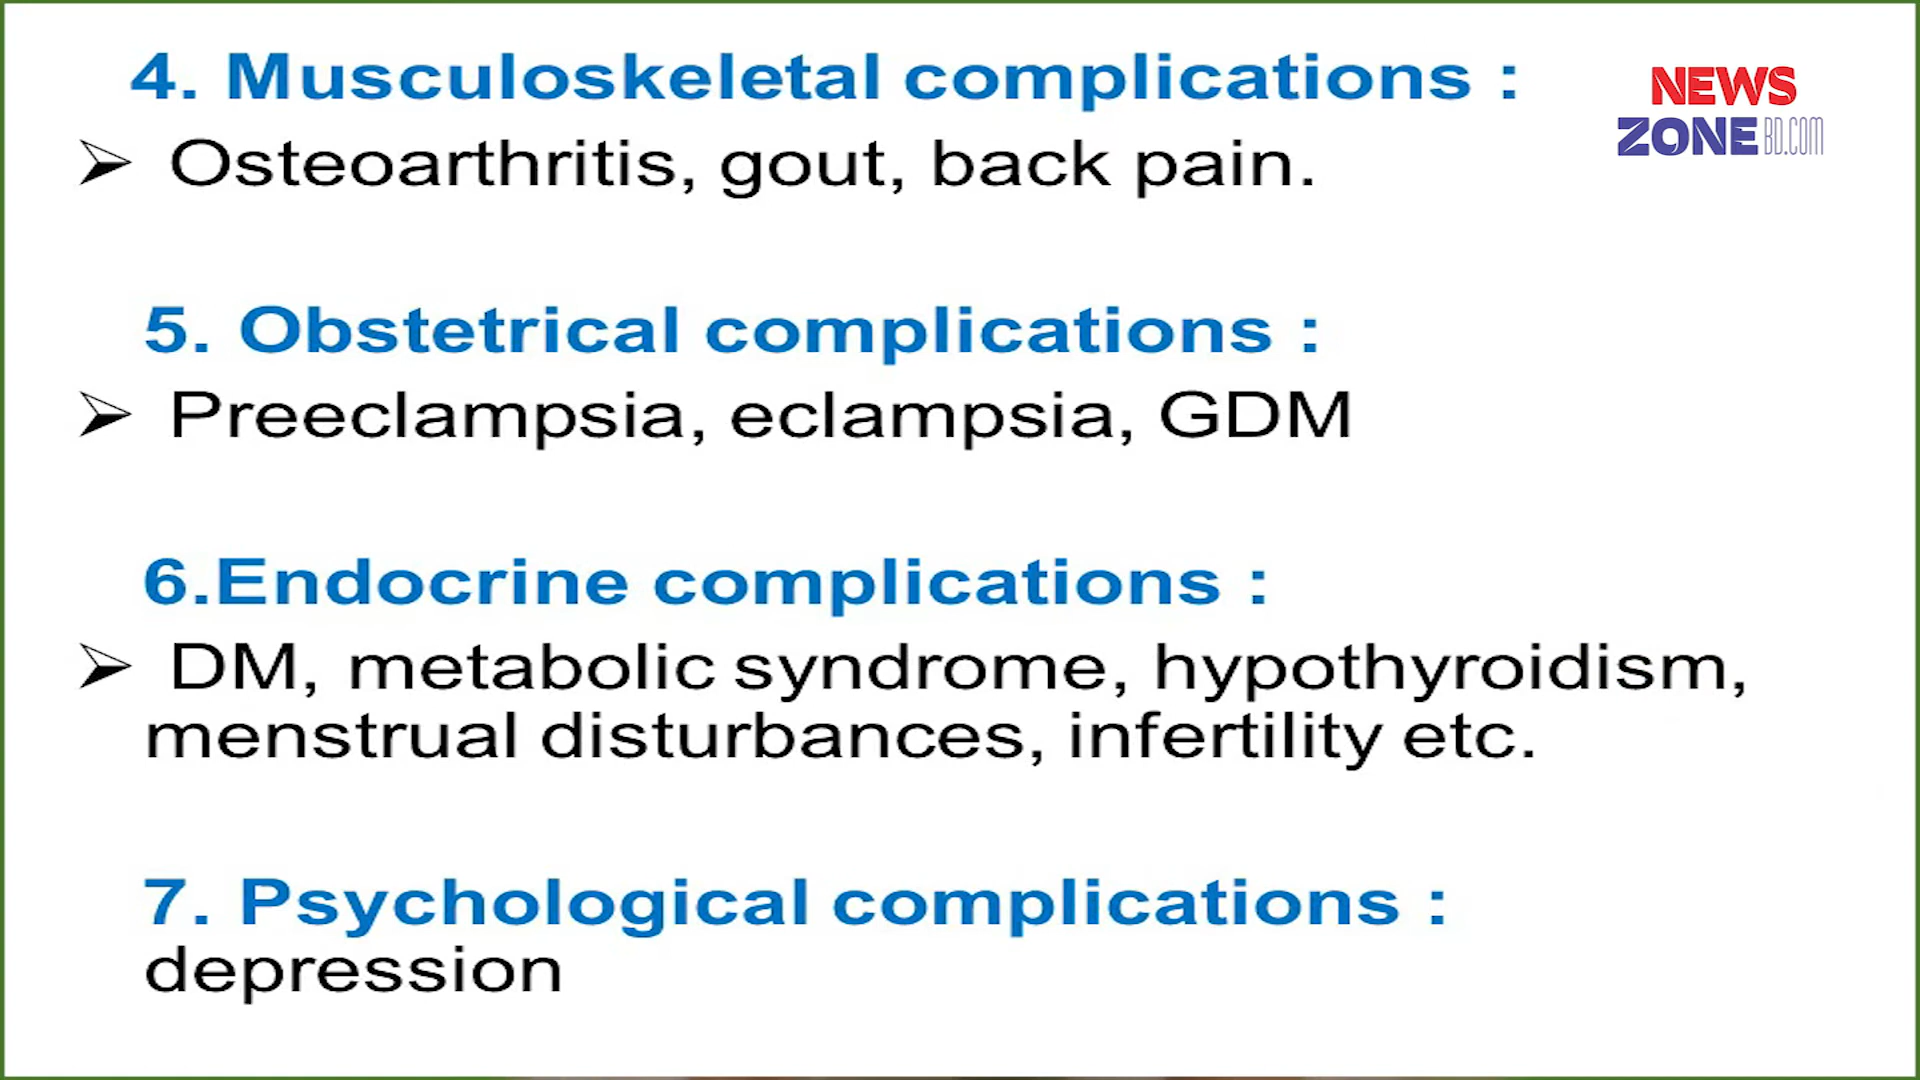 4. Musculoskeletal complications :
NEWS
ZONE BD.COM
➢ Osteoarthritis, gout, back pain.
5. Obstetrical complications :
➢ Preeclampsia, eclampsia, GDM
6.Endocrine complications :
➢ DM, metabolic syndrome, hypothyroidism,
menstrual disturbances, infertility etc.
7. Psychological complications :
depression